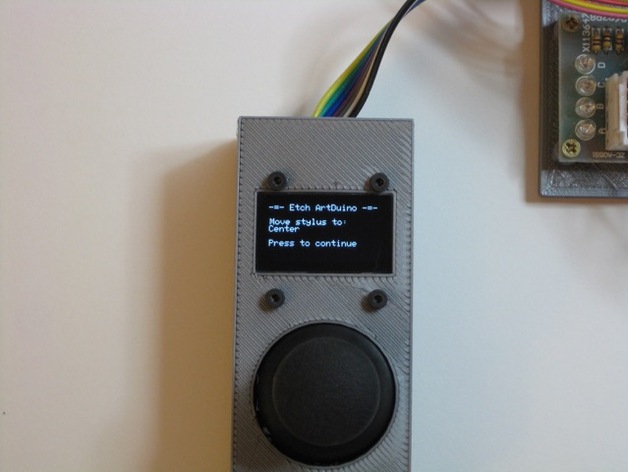 -=- Etch ArtDuino -=-
Move stylus to:
Center
Press to continue
D
C
B
A